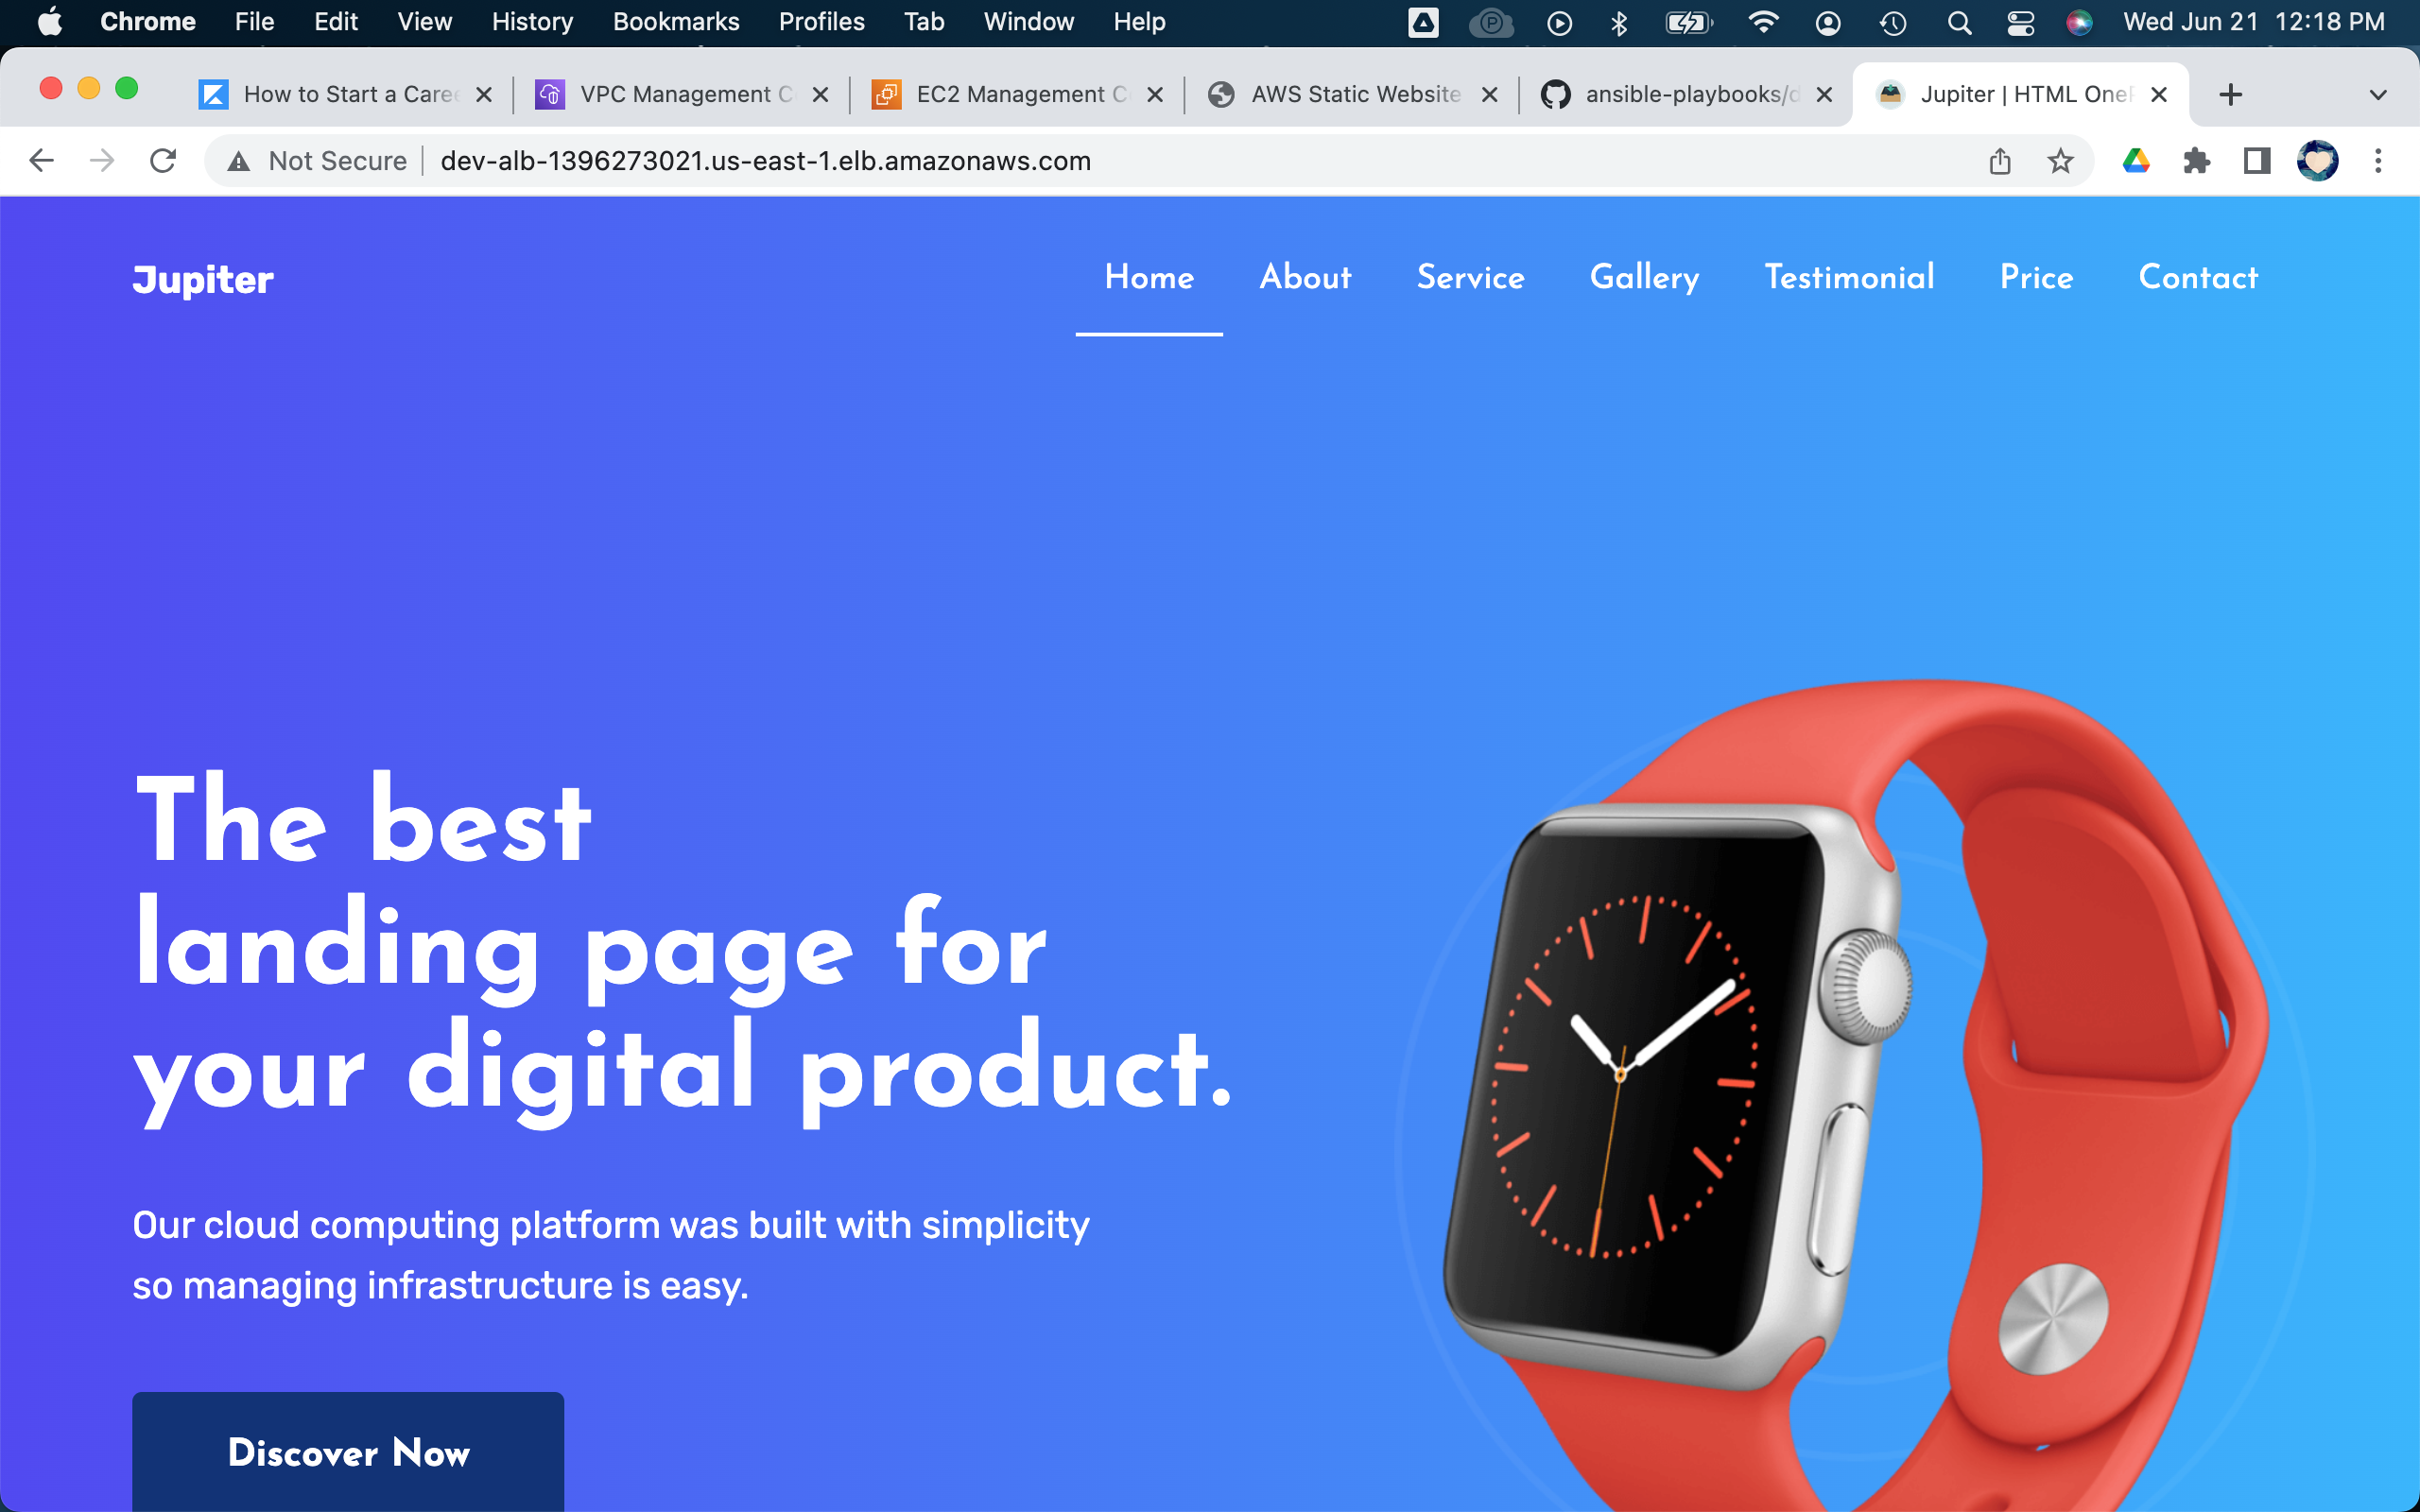 Chrome File Edit View History Bookmarks Profiles Tab Window Help Wed Jun 21 12:18 PM
How to Start a Care VPC Management C EC2 Management C AWS Static Website ansible-playbooks/d Jupiter | HTML One
Not Secure dev-alb-1396273021.us-east-1.elb.amazonaws.com
Jupiter Home About Service Gallery Testimonial Price Contact
The best
landing page for
your digital product.
Our cloud computing platform was built with simplicity
so managing infrastructure is easy.
Discover Now